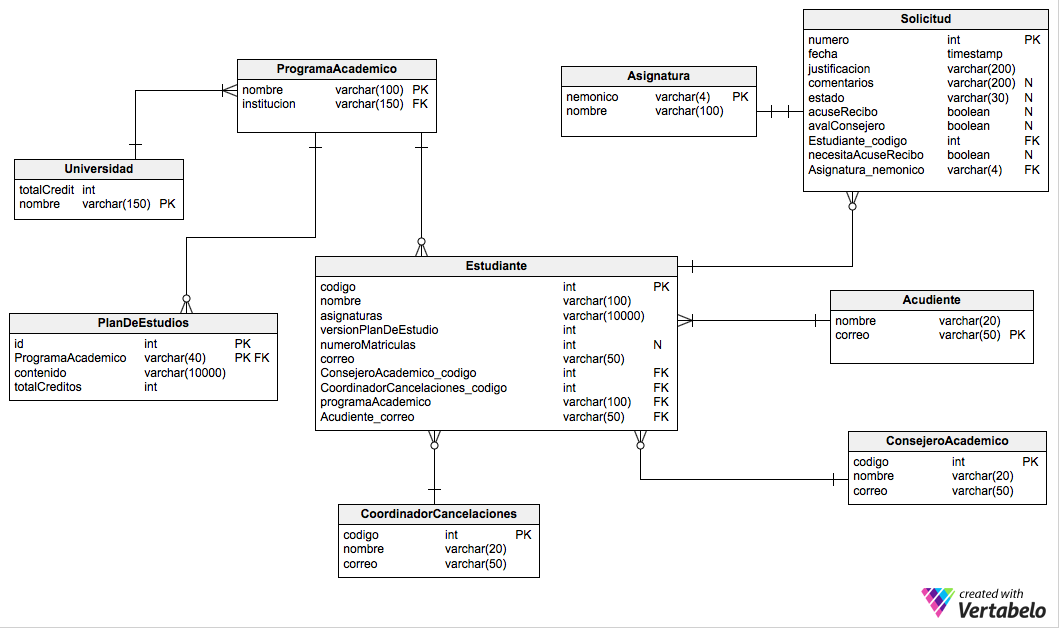 Solicitud
numero int PK
fecha timestamp
justificacion varchar(200)
comentarios varchar(200) N
estado varchar(30) N
acuseRecibo boolean N
avalConsejero boolean N
Estudiante_codigo int FK
necesitaAcuseRecibo boolean N
Asignatura_nemonico varchar(4) FK
ProgramaAcademico
nombre varchar(100) PK
institucion varchar(150) FK
Asignatura
nemonico varchar(4) PK
nombre varchar(100)
Universidad
totalCredit int
nombre varchar(150) PK
Estudiante
codigo int PK
nombre varchar(100)
asignaturas varchar(10000)
versionPlanDeEstudio int
numeroMatriculas int N
correo varchar(50)
ConsejeroAcademico_codigo int FK
CoordinadorCancelaciones_codigo int FK
programaAcademico varchar(100) FK
Acudiente_correo varchar(50) FK
PlanDeEstudios
id int PK
ProgramaAcademico varchar(40) PK FK
contenido varchar(10000)
totalCreditos int
Acudiente
nombre varchar(20)
correo varchar(50) PK
ConsejeroAcademico
codigo int PK
nombre varchar(20)
correo varchar(50)
CoordinadorCancelaciones
codigo int PK
nombre varchar(20)
correo varchar(50)
created with
Vertabelo